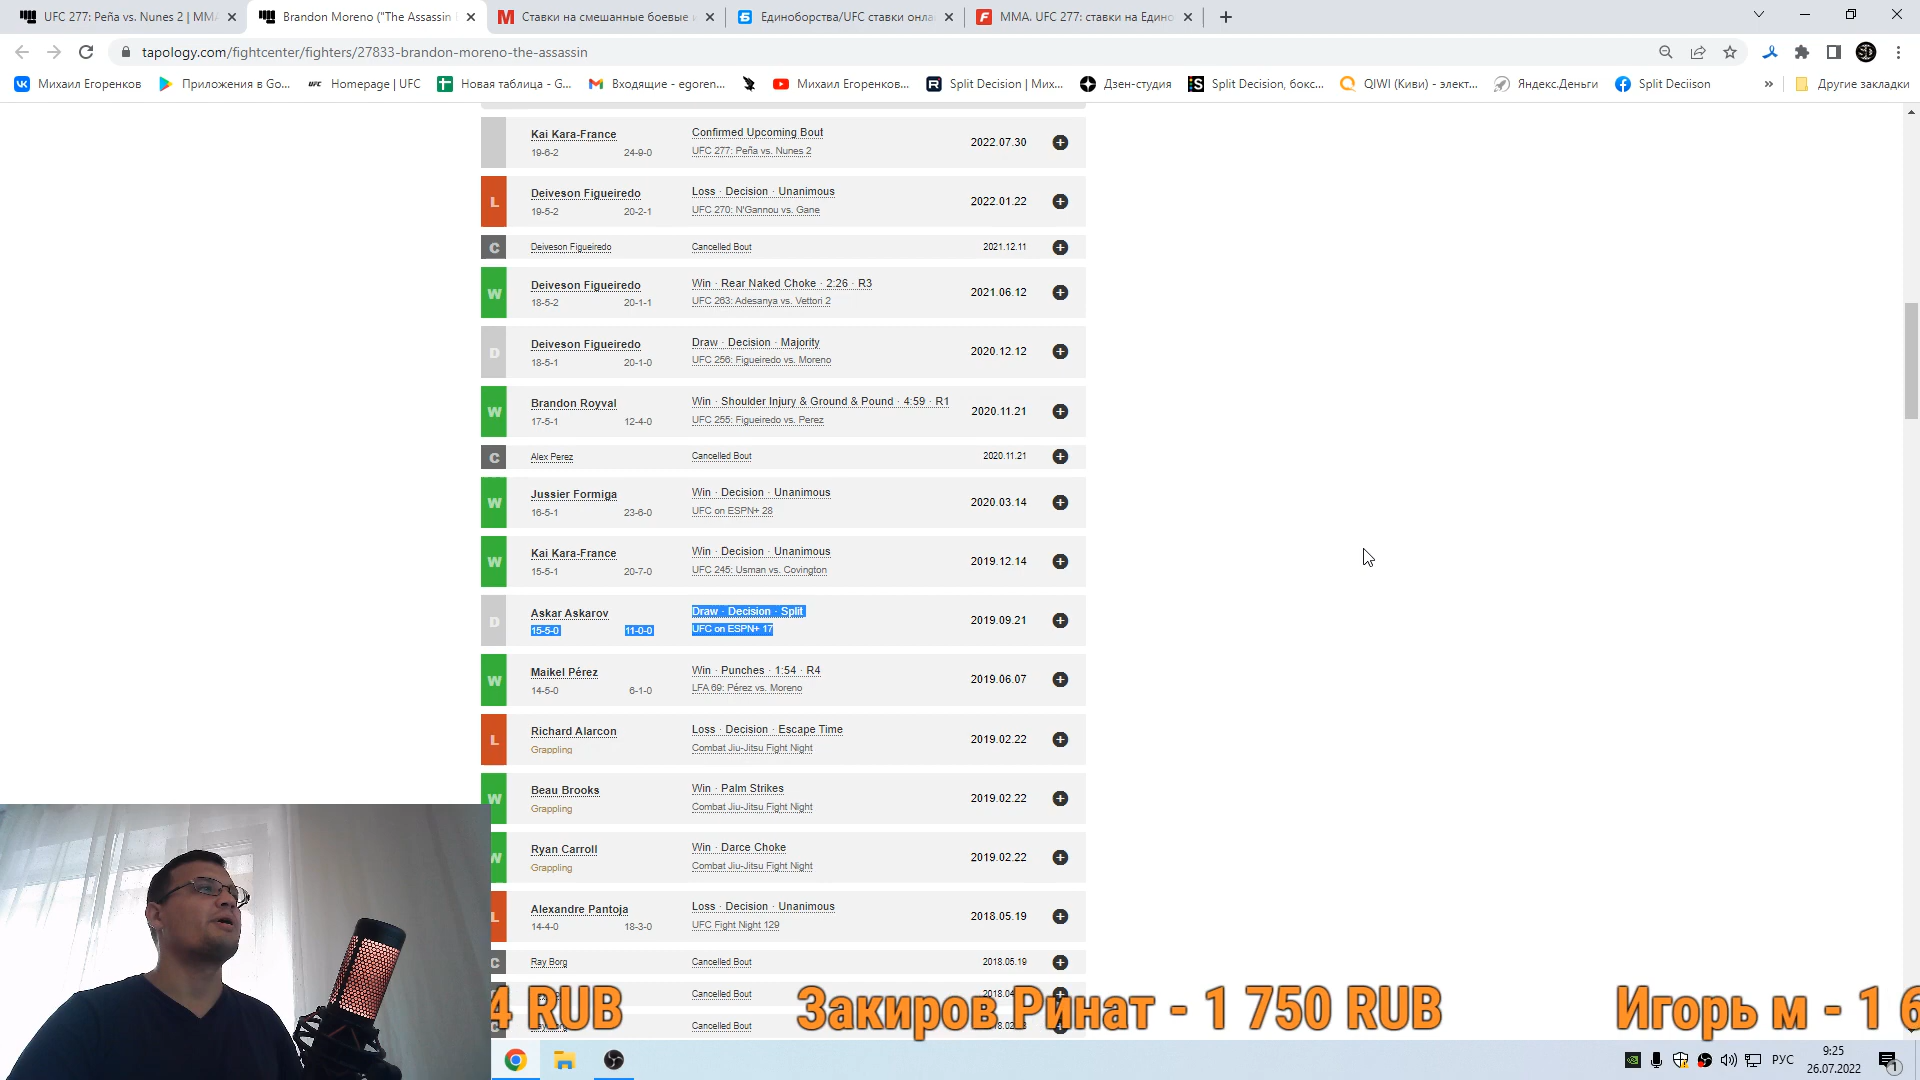 UFC 277: Peña vs. Nunes 2 | MMA
Brandon Moreno ("The Assassin
Ставки на смешанные боевые
Единоборства/UFC ставки онла
MMA. UFC 277: ставки на Едино
tapology.com/fightcenter/fighters/27833-brandon-moreno-the-assassin
Михаил Егоренков
Приложения в Go...
Homepage | UFC
Новая таблица - G...
Входящие - egoren...
Михаил Егоренков...
Split Decision | Мих...
Дзен-студия
Split Decision, бокс...
QIWI (Киви) - элект...
Яндекс.Деньги
Split Deciison
»
Другие закладки
Kai Kara-France Confirmed Upcoming Bout 2022.07.30
19-6-2 24-9-0 UFC 277: Peña vs. Nunes 2
L Deiveson Figueiredo Loss · Decision · Unanimous 2022.01.22
19-5-2 20-2-1 UFC 270: N'Gannou vs. Gane
C Deiveson Figueiredo Cancelled Bout 2021.12.11
W Deiveson Figueiredo Win · Rear Naked Choke · 2:26 · R3 2021.06.12
18-5-2 20-1-1 UFC 263: Adesanya vs. Vettori 2
D Deiveson Figueiredo Draw · Decision · Majority 2020.12.12
18-5-1 20-1-0 UFC 256: Figueiredo vs. Moreno
W Brandon Royval Win · Shoulder Injury & Ground & Pound · 4:59 · R1 2020.11.21
17-5-1 12-4-0 UFC 255: Figueiredo vs. Perez
C Alex Perez Cancelled Bout 2020.11.21
W Jussier Formiga Win · Decision · Unanimous 2020.03.14
16-5-1 23-6-0 UFC on ESPN+ 28
W Kai Kara-France Win · Decision · Unanimous 2019.12.14
15-5-1 20-7-0 UFC 245: Usman vs. Covington
D Askar Askarov Draw · Decision · Split 2019.09.21
15-5-0 11-0-0 UFC on ESPN+ 17
W Maikel Pérez Win · Punches · 1:54 · R4 2019.06.07
14-5-0 6-1-0 LFA 69: Pérez vs. Moreno
L Richard Alarcon Loss · Decision · Escape Time 2019.02.22
Grappling Combat Jiu-Jitsu Fight Night
W Beau Brooks Win · Palm Strikes 2019.02.22
Grappling Combat Jiu-Jitsu Fight Night
W Ryan Carroll Win · Darce Choke 2019.02.22
Grappling Combat Jiu-Jitsu Fight Night
L Alexandre Pantoja Loss · Decision · Unanimous 2018.05.19
14-4-0 18-3-0 UFC Fight Night 129
C Ray Borg Cancelled Bout 2018.05.19
Cancelled Bout
Cancelled Bout
4 RUB Закиров Ринат - 1 750 RUB Игорь м - 1 6
РУС
9:25
26.07.2022
1